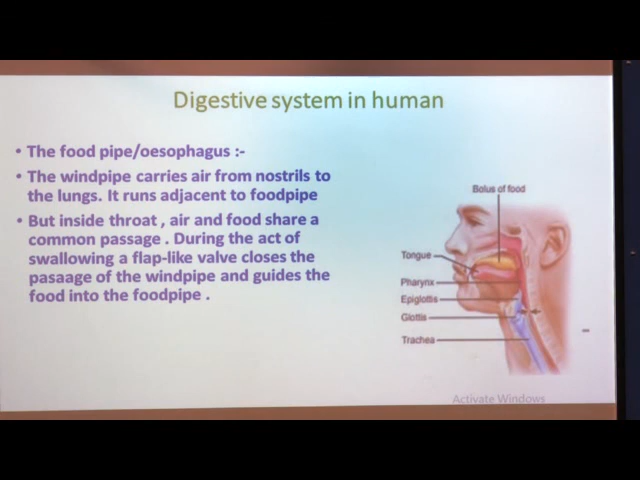 Digestive system in human
• The food pipe/oesophagus :-
• The windpipe carries air from nostrils to
the lungs. It runs adjacent to foodpipe
• But inside throat , air and food share a
common passage . During the act of
swallowing a flap-like valve closes the
pasaage of the windpipe and guides the
food into the foodpipe .
Bolus of food
Tongue
Pharynx
Epiglottis
Glottis
Trachea
Activate Windows